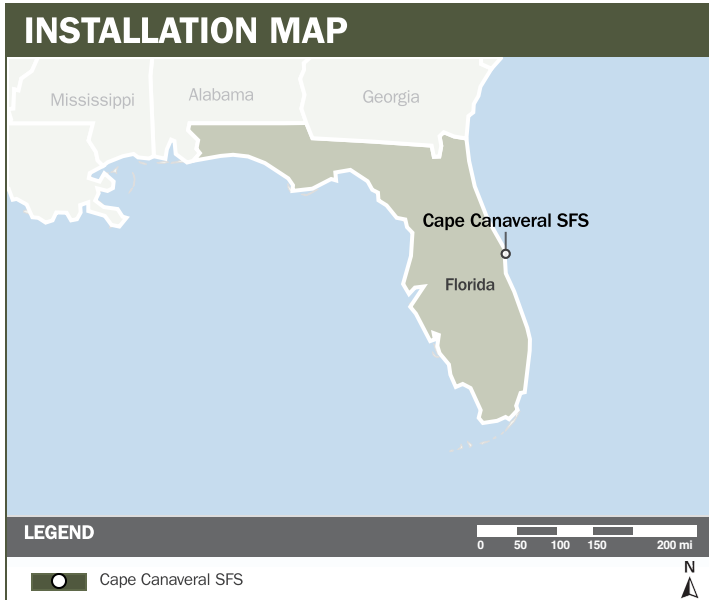 INSTALLATION MAP
Mississippi
Alabama
Georgia
Cape Canaveral SFS
Florida
LEGEND
0 50 100 150 200 mi
Cape Canaveral SFS
N